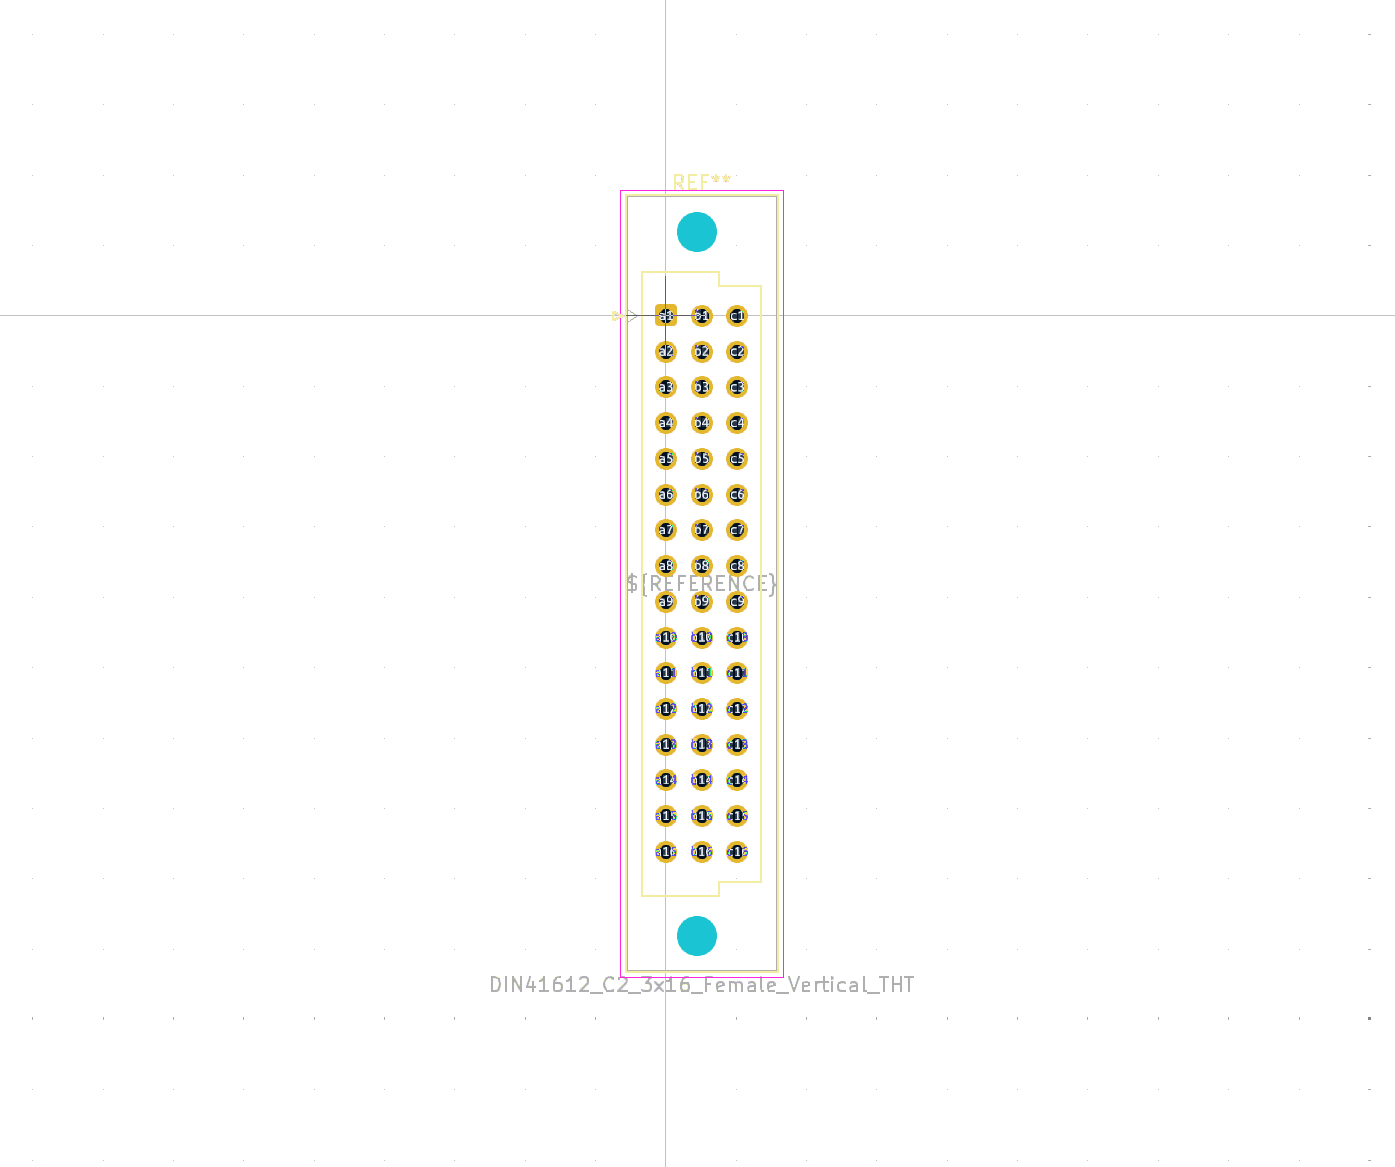 REF**
a1 b1 c1
a2 b2 c2
a3 b3 c3
a4 b4 c4
a5 b5 c5
a6 b6 c6
a7 b7 c7
a8 b8 c8
${REFERENCE}
a9 b9 c9
a10 b10 c10
a11 b11 c11
a12 b12 c12
a13 b13 c13
a14 b14 c14
a15 b15 c15
a16 b16 c16
DIN41612_C2_3x16_Female_Vertical_THT